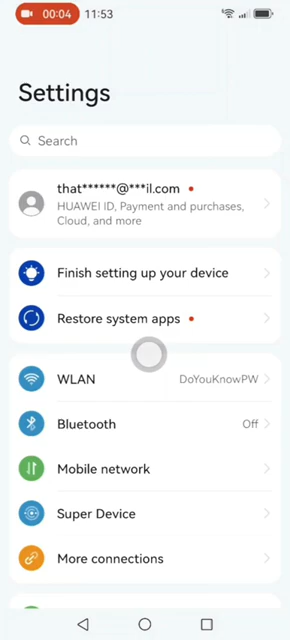 00:04 11:53
Settings
Search
that******@***il.com
HUAWEI ID, Payment and purchases,
Cloud, and more
Finish setting up your device
Restore system apps
WLAN DoYouKnowPW
Bluetooth Off
Mobile network
Super Device
More connections